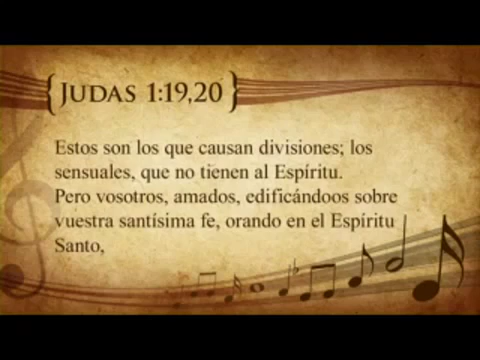 {JUDAS 1:19,20}
Estos son los que causan divisiones; los
sensuales, que no tienen al Espíritu.
Pero vosotros, amados, edificándoos sobre
vuestra santísima fe, orando en el Espíritu
Santo,